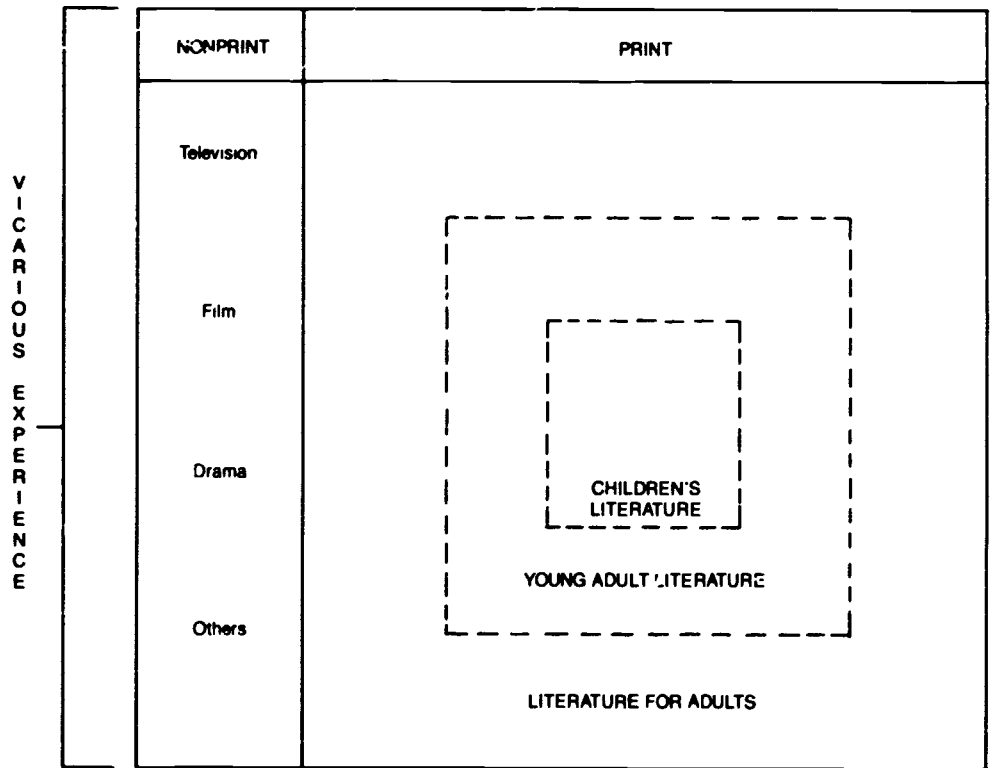 VICARIOUS EXPERIENCE
NONPRINT
PRINT
Television
Film
Drama
Others
CHILDREN'S
LITERATURE
YOUNG ADULT LITERATURE
LITERATURE FOR ADULTS